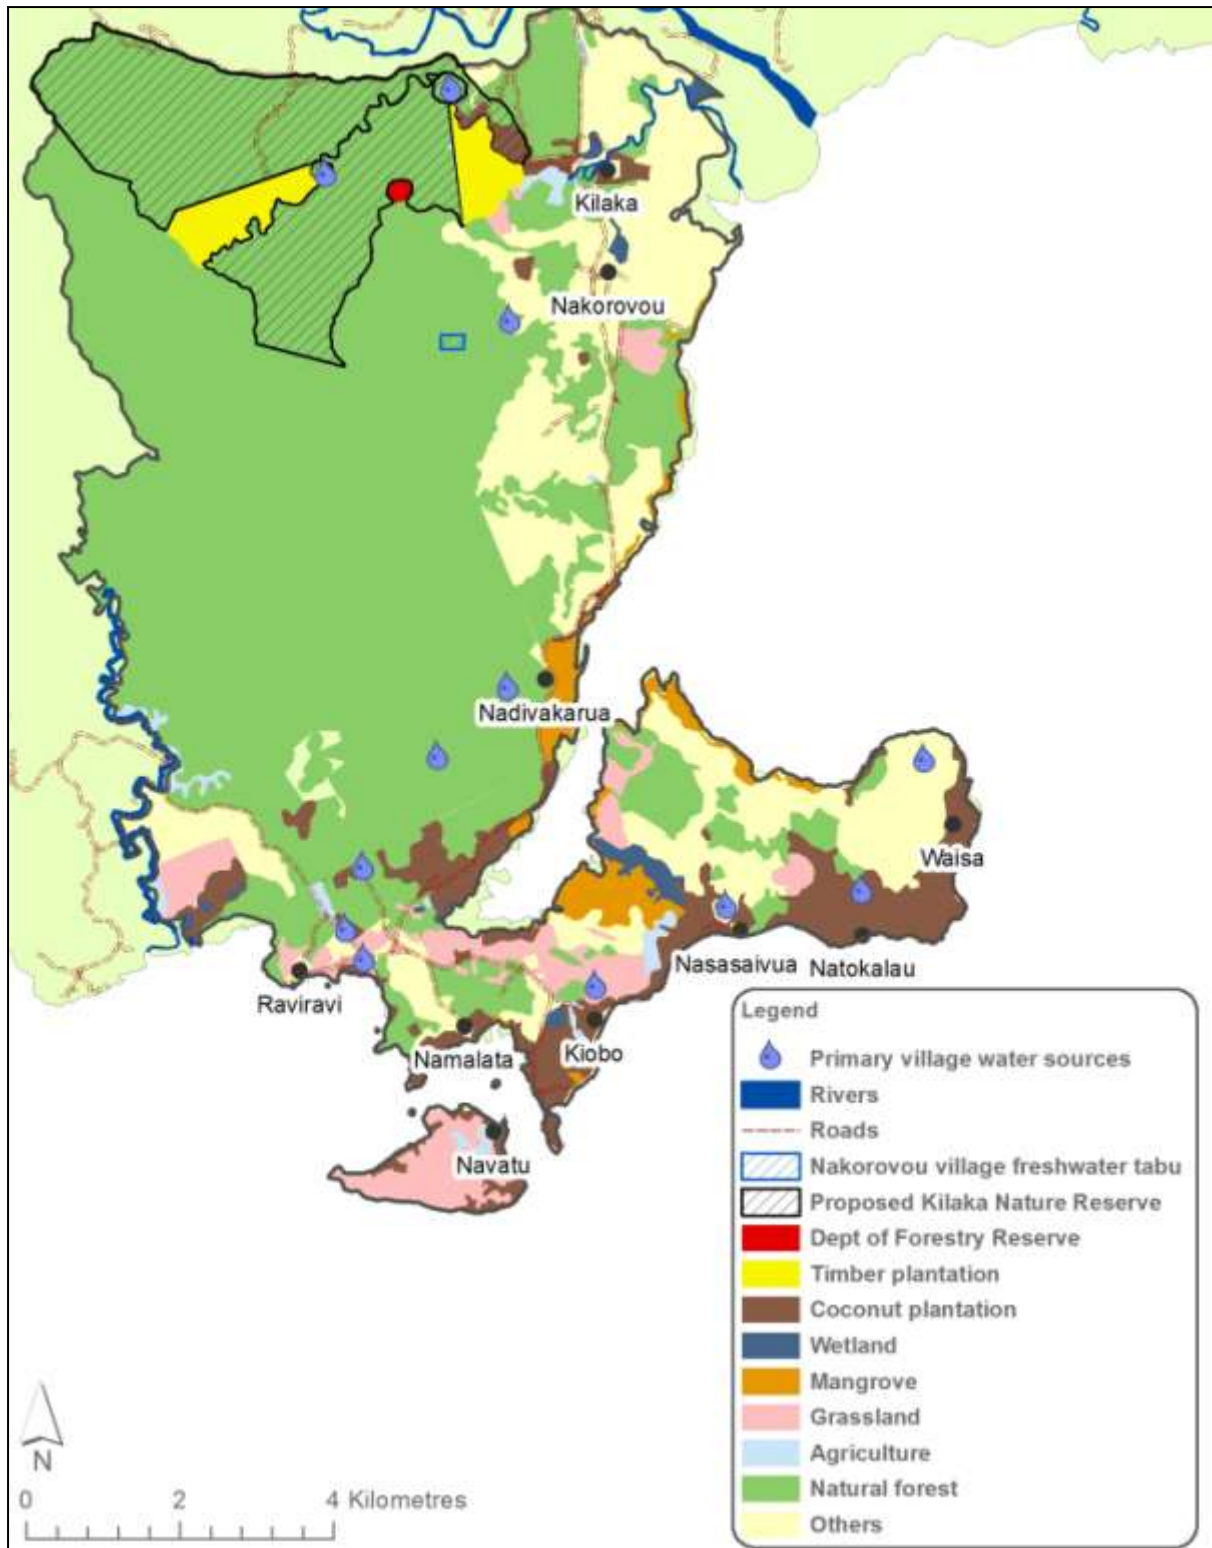 Kilaka
Nakorovou
Nadivakarua
Waisa
Nasasaivua
Natokalau
Raviravi
Namalata
Kiobo
Navatu
Legend
Primary village water sources
Rivers
Roads
Nakorovou village freshwater tabu
Proposed Kilaka Nature Reserve
Dept of Forestry Reserve
Timber plantation
Coconut plantation
Wetland
Mangrove
Grassland
Agriculture
Natural forest
Others
N
0 2 4 Kilometres